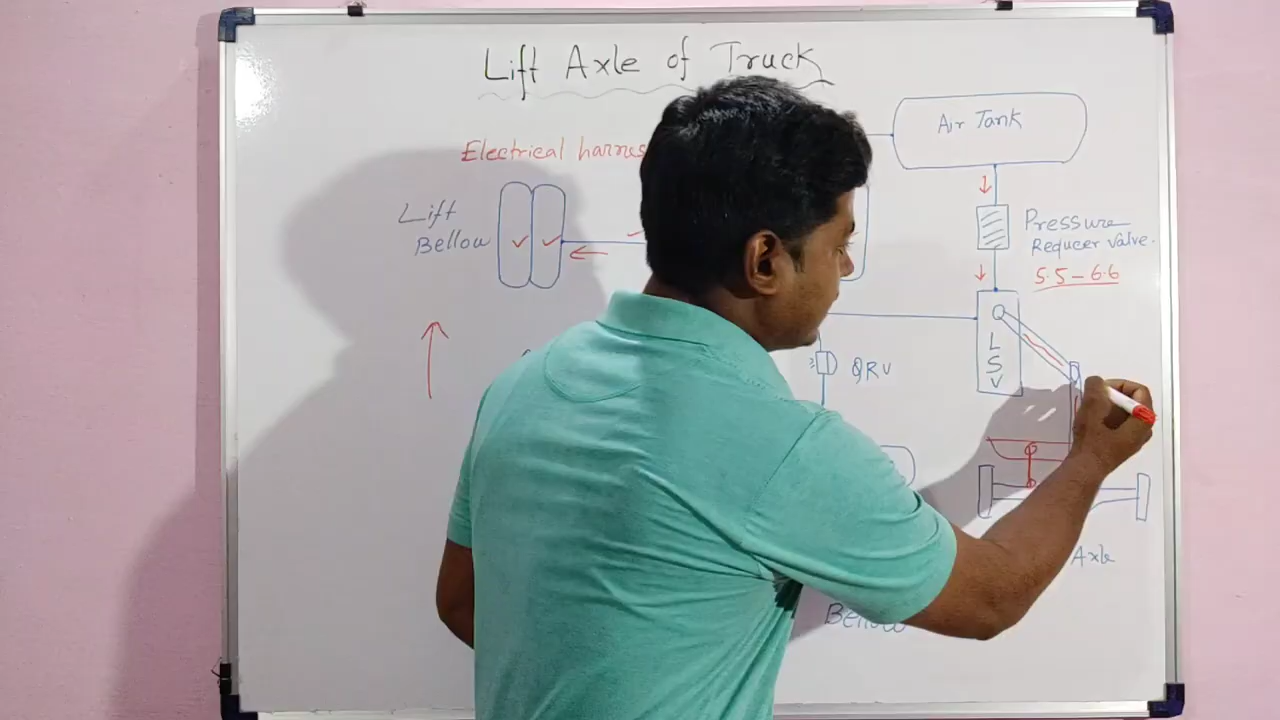 Lift Axle of Truck
Air Tank
Electrical harnes
Lift
Bellow
Pressure
Reducer Valve.
5.5 - 6.6
LSV
QRV
Axle
Bellow